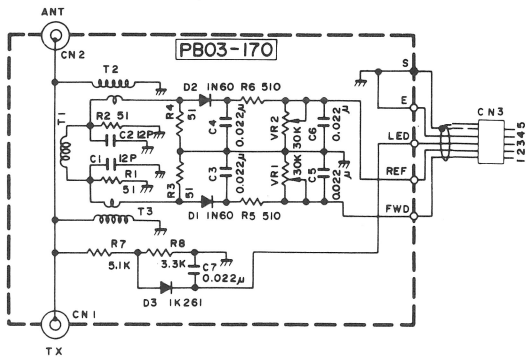 ANT
CN2
PB03-170
T2
D2 1N60 R6 510
S
E
LED
REF
FWD
CN3
12345
R4
51
C4
0.022μ
VR2
30K
C6
0.022μ
T1
R2 51
C2 12P
C1 12P
R1
51
R3
51
C3
0.022μ
VR1
30K
C5
0.022μ
T3
D1 1N60 R5 510
R7
5.1K
R8
3.3K
C7
0.022μ
D3 1K261
CN1
TX